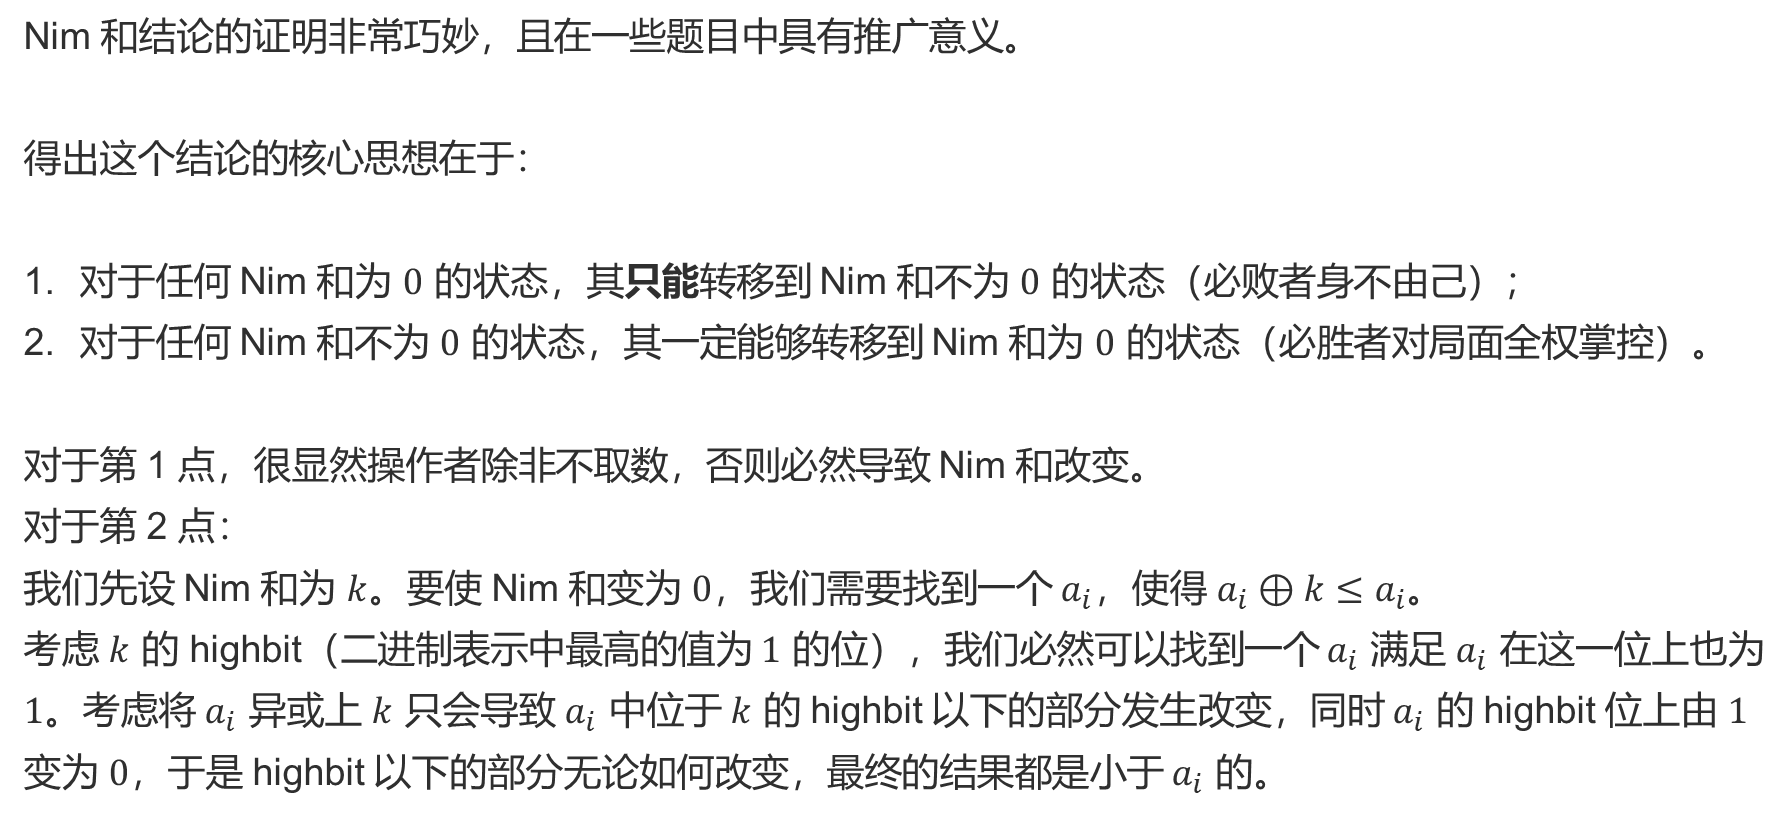 Nim 和结论的证明非常巧妙，且在一些题目中具有推广意义。
得出这个结论的核心思想在于：
1. 对于任何 Nim 和为 0 的状态，其只能转移到 Nim 和不为 0 的状态（必败者身不由己）；
2. 对于任何 Nim 和不为 0 的状态，其一定能够转移到 Nim 和为 0 的状态（必胜者对局面全权掌控）。
对于第 1 点，很显然操作者除非不取数，否则必然导致 Nim 和改变。
对于第 2 点：
我们先设 Nim 和为 k。要使 Nim 和变为 0，我们需要找到一个 aᵢ，使得 aᵢ ⊕ k ≤ aᵢ。
考虑 k 的 highbit（二进制表示中最高的值为 1 的位），我们必然可以找到一个 aᵢ 满足 aᵢ 在这一位上也为
1。考虑将 aᵢ 异或上 k 只会导致 aᵢ 中位于 k 的 highbit 以下的部分发生改变，同时 aᵢ 的 highbit 位上由 1
变为 0，于是 highbit 以下的部分无论如何改变，最终的结果都是小于 aᵢ 的。